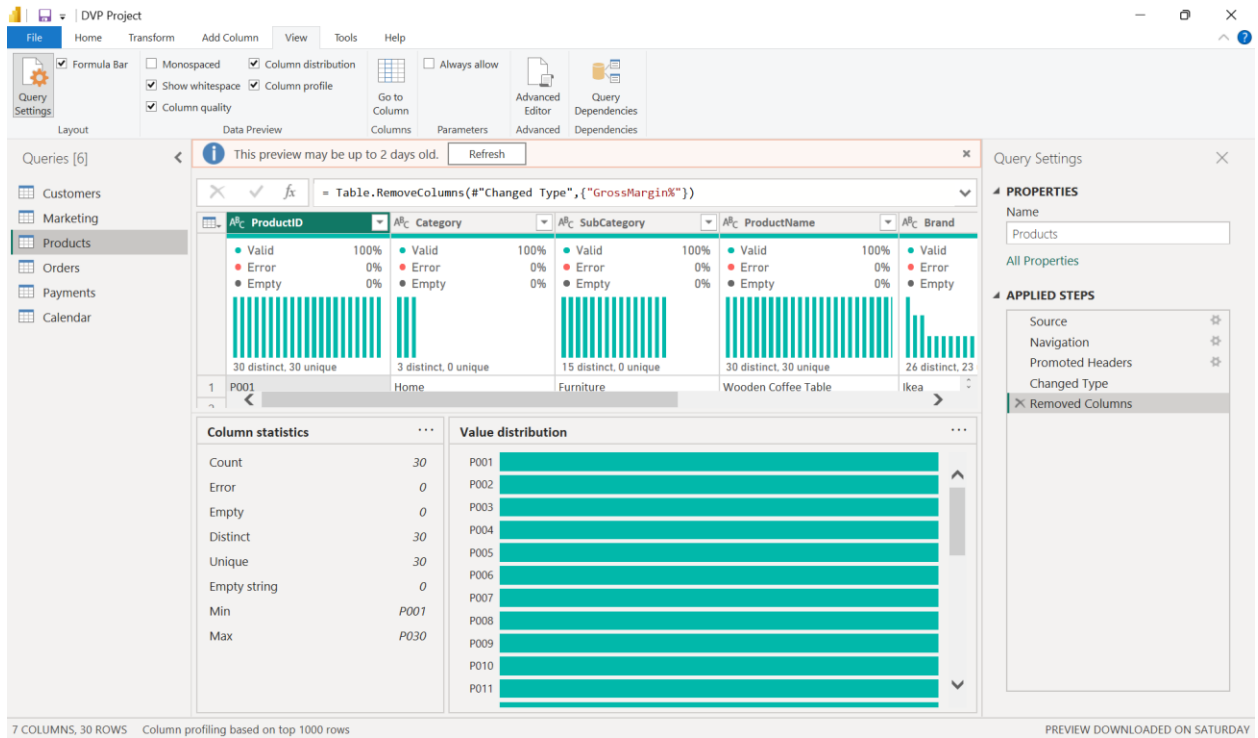 DVP Project
File Home Transform Add Column View Tools Help
Query Settings
Formula Bar
Layout
Monospaced
Column distribution
Show whitespace
Column profile
Column quality
Data Preview
Go to Column
Columns
Always allow
Parameters
Advanced Editor
Advanced
Query Dependencies
Dependencies
Queries [6]
Customers
Marketing
Products
Orders
Payments
Calendar
This preview may be up to 2 days old. Refresh
fx = Table.RemoveColumns(#"Changed Type",{"GrossMargin%"})
ABC ProductID ABC Category ABC SubCategory ABC ProductName ABC Brand
Valid 100% Valid 100% Valid 100% Valid 100% Valid
Error 0% Error 0% Error 0% Error 0% Error
Empty 0% Empty 0% Empty 0% Empty 0% Empty
30 distinct, 30 unique 3 distinct, 0 unique 15 distinct, 0 unique 30 distinct, 30 unique 26 distinct, 23
1 P001 Home Furniture Wooden Coffee Table Ikea
Column statistics
Count 30
Error 0
Empty 0
Distinct 30
Unique 30
Empty string 0
Min P001
Max P030
Value distribution
P001
P002
P003
P004
P005
P006
P007
P008
P009
P010
P011
Query Settings
PROPERTIES
Name
Products
All Properties
APPLIED STEPS
Source
Navigation
Promoted Headers
Changed Type
Removed Columns
7 COLUMNS, 30 ROWS Column profiling based on top 1000 rows PREVIEW DOWNLOADED ON SATURDAY